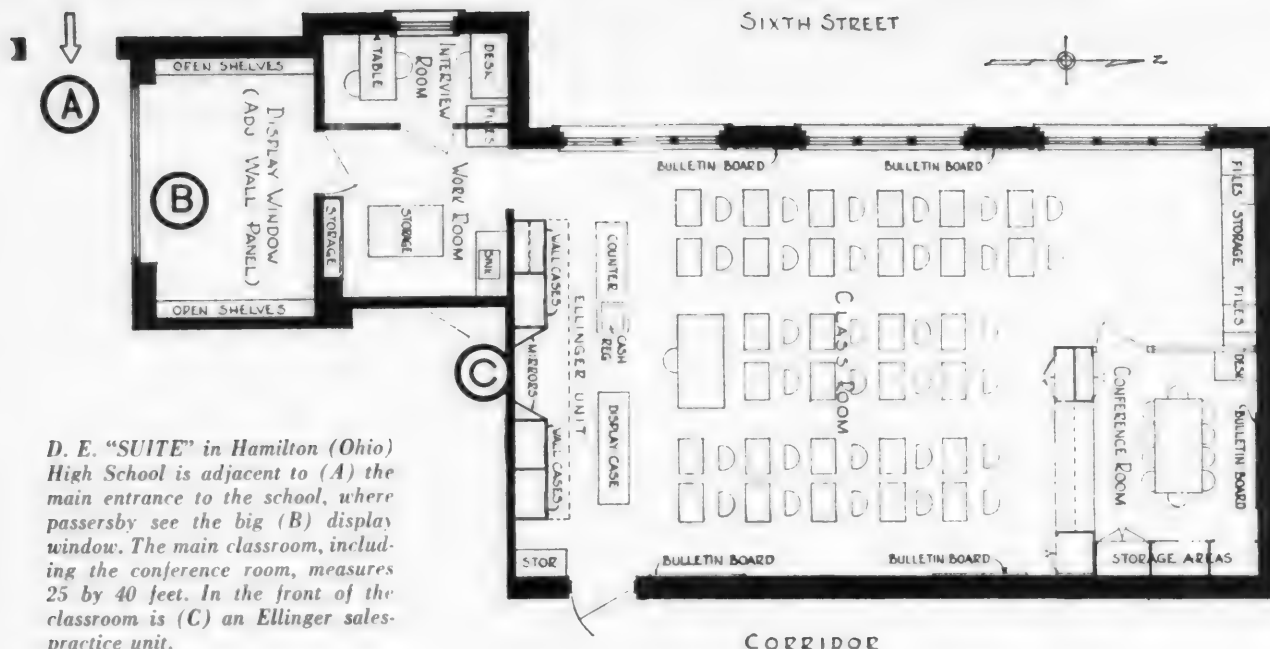 SIXTH STREET
N
A
OPEN SHELVES
DISPLAY WINDOW
(ADJ WALL PANEL)
B
OPEN SHELVES
TABLE
INTERVIEW
ROOM
DESK
FILES
WORK ROOM
STORAGE
STORAGE
SINK
BULLETIN BOARD
BULLETIN BOARD
FILES
STORAGE
FILES
WALL CASES
ELLINGER UNIT
MIRRORS
WALL CASES
C
COUNTER
CASH
REG
DISPLAY CASE
CLASS ROOM
CONFERENCE ROOM
DESK
BULLETIN BOARD
STOR
BULLETIN BOARD
BULLETIN BOARD
STORAGE AREAS
CORRIDOR
D. E. "SUITE" in Hamilton (Ohio)
High School is adjacent to (A) the
main entrance to the school, where
passersby see the big (B) display
window. The main classroom, includ-
ing the conference room, measures
25 by 40 feet. In the front of the
classroom is (C) an Ellinger sales-
practice unit.